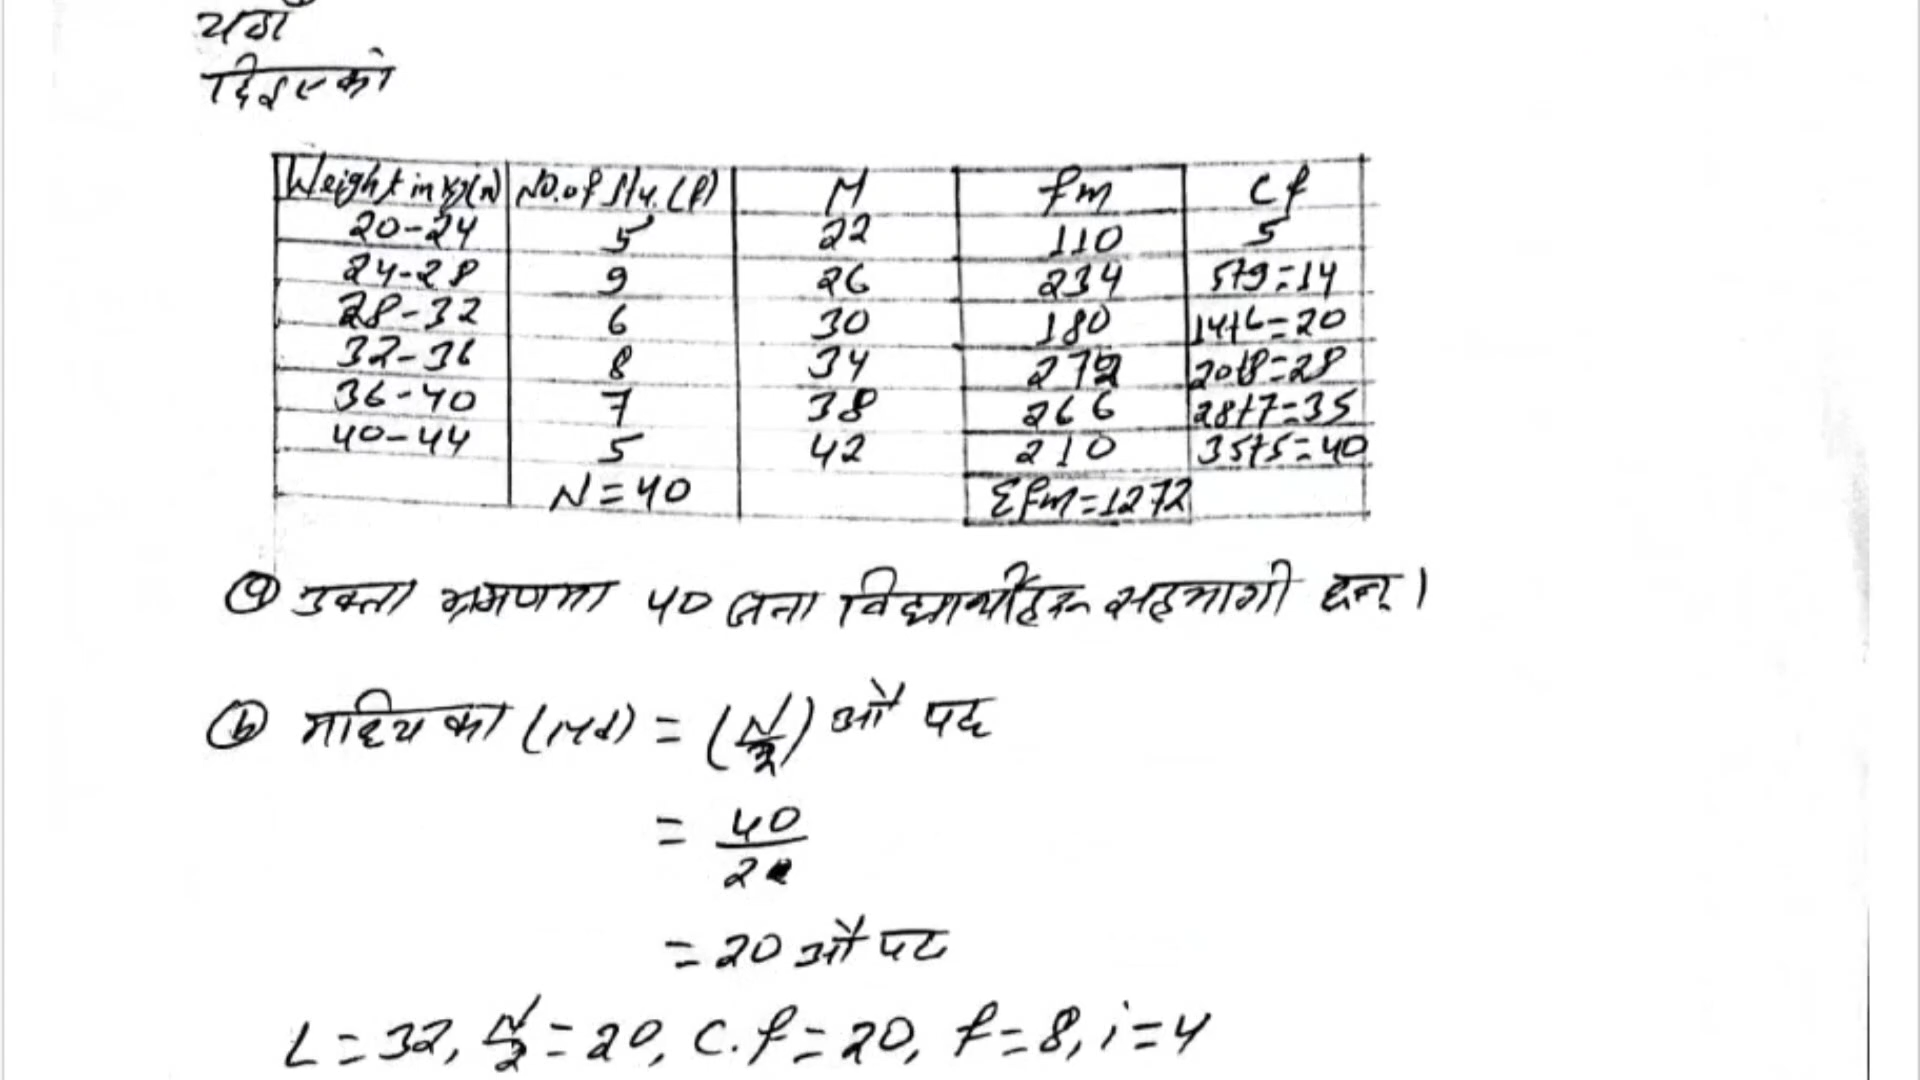 यहाँ
दिइएको
Weight in kg(x) No. of stu. (f) M fm cf
20-24 5 22 110 5
24-28 9 26 234 5+9=14
28-32 6 30 180 14+6=20
32-36 8 34 272 20+8=28
36-40 7 38 266 28+7=35
40-44 5 42 210 35+5=40
N=40 Σfm=1272
ⓐ उक्त भ्रमणमा 40 जना विद्यार्थीहरू सहभागी छन्।
ⓑ मध्यिका (Md) = (N/2) औं पद
= 40/2
= 20 औं पद
L=32, N/2=20, C.f=20, f=8, i=4